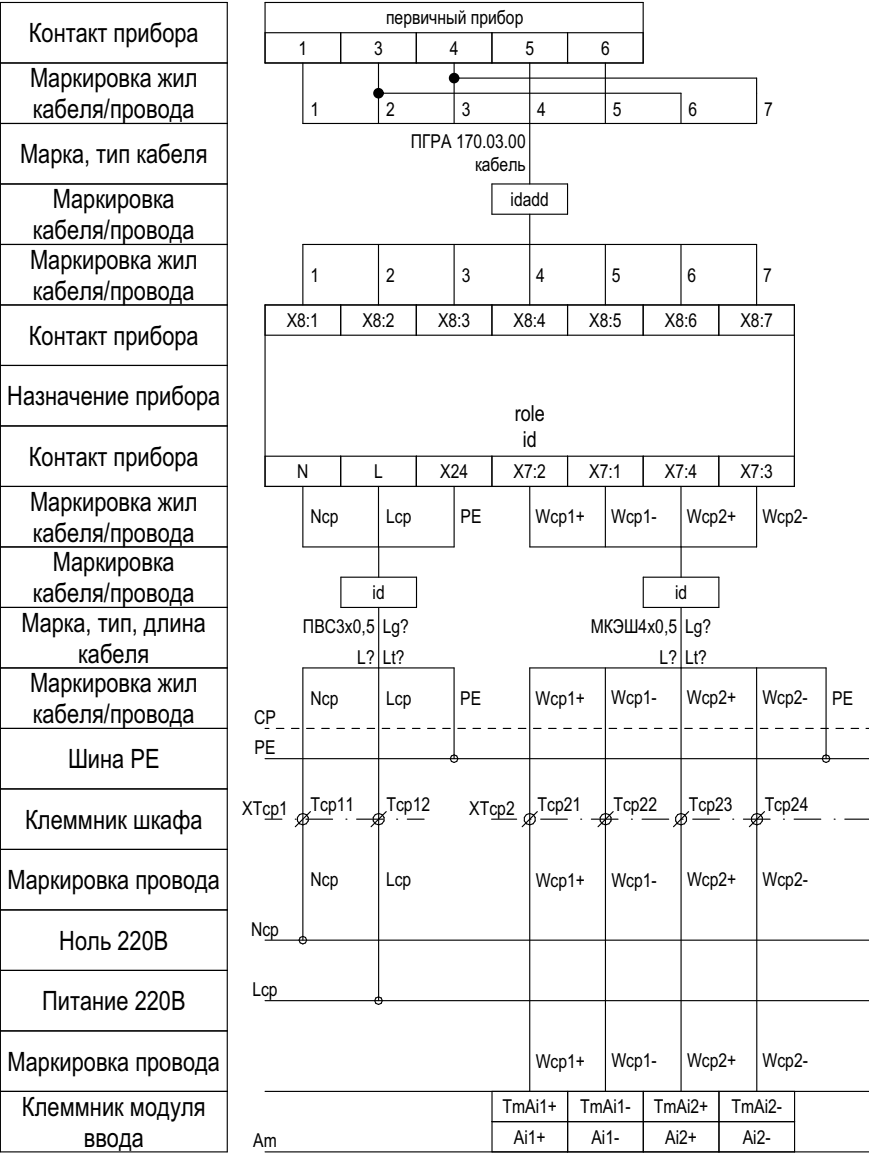 Контакт прибора
первичный прибор
1 3 4 5 6
Маркировка жил
кабеля/провода
1 2 3 4 5 6 7
Марка, тип кабеля
ПГРА 170.03.00
кабель
Маркировка
кабеля/провода
idadd
Маркировка жил
кабеля/провода
1 2 3 4 5 6 7
Контакт прибора
X8:1 X8:2 X8:3 X8:4 X8:5 X8:6 X8:7
Назначение прибора
role
id
Контакт прибора
N L X24 X7:2 X7:1 X7:4 X7:3
Маркировка жил
кабеля/провода
Ncp Lcp PE Wcp1+ Wcp1- Wcp2+ Wcp2-
Маркировка
кабеля/провода
id id
Марка, тип, длина
кабеля
ПВС3х0,5 Lg? МКЭШ4х0,5 Lg?
L? Lt? L? Lt?
Маркировка жил
кабеля/провода
Ncp Lcp PE Wcp1+ Wcp1- Wcp2+ Wcp2- PE
CP
Шина PE
PE
Клеммник шкафа
XTcp1 Tcp11 Tcp12 XTcp2 Tcp21 Tcp22 Tcp23 Tcp24
Маркировка провода
Ncp Lcp Wcp1+ Wcp1- Wcp2+ Wcp2-
Ноль 220В
Ncp
Питание 220В
Lcp
Маркировка провода
Wcp1+ Wcp1- Wcp2+ Wcp2-
Клеммник модуля
ввода
TmAi1+ TmAi1- TmAi2+ TmAi2-
Am Ai1+ Ai1- Ai2+ Ai2-